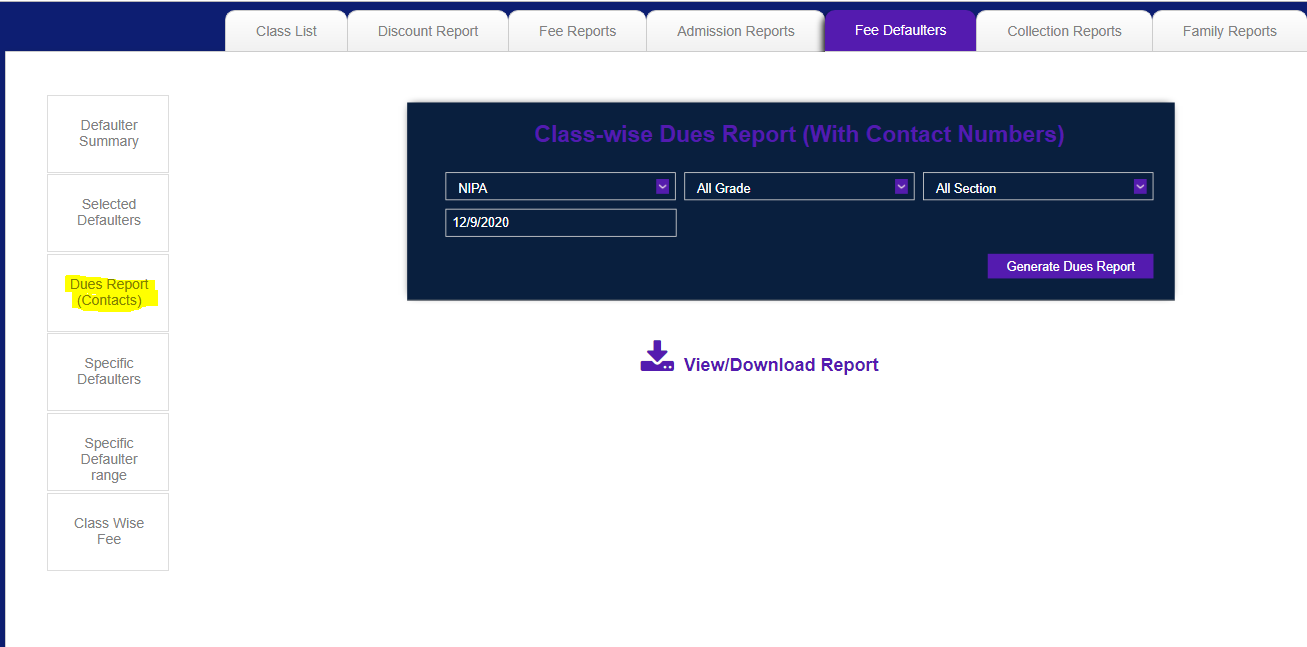 Class List
Discount Report
Fee Reports
Admission Reports
Fee Defaulters
Collection Reports
Family Reports
Defaulter
Summary
Selected
Defaulters
Dues Report
(Contacts)
Specific
Defaulters
Specific
Defaulter
range
Class Wise
Fee
Class-wise Dues Report (With Contact Numbers)
NIPA
All Grade
All Section
12/9/2020
Generate Dues Report
View/Download Report